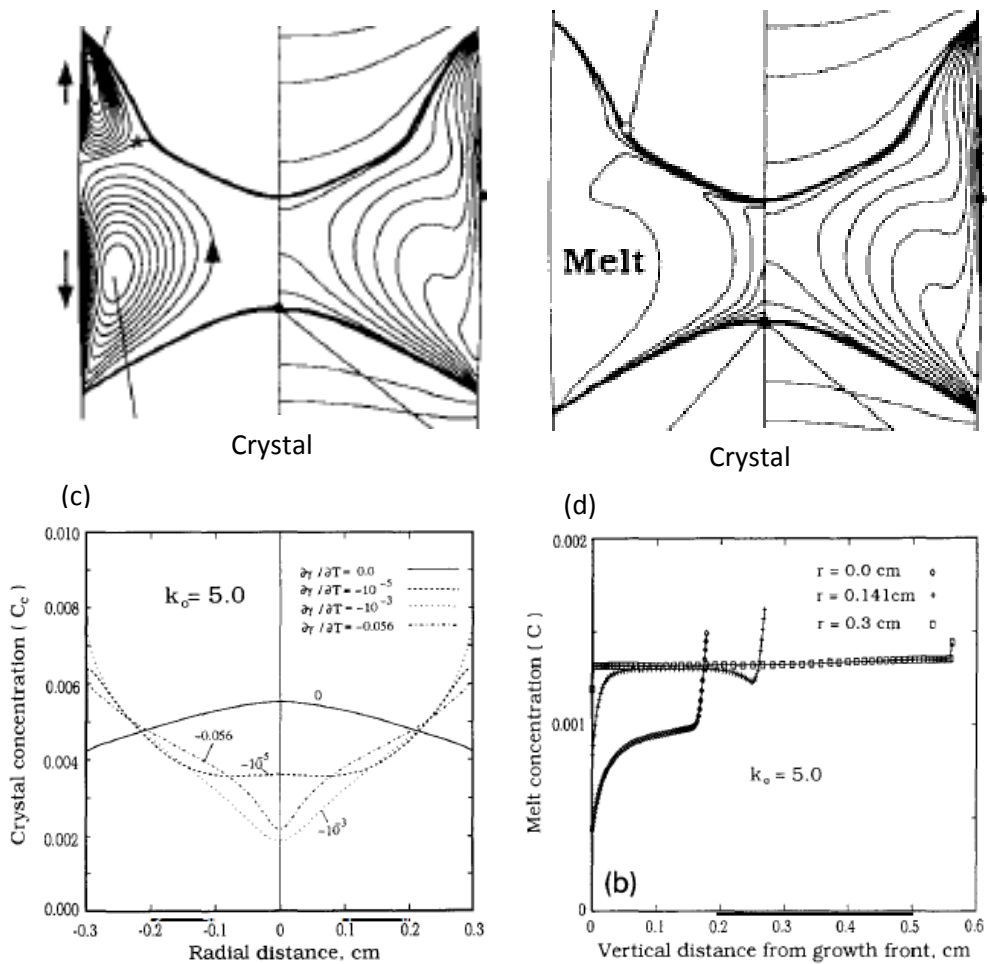 Melt
Crystal
Crystal
(c)
(d)
0.010
0.008
0.006
0.004
0.002
0.000
Crystal concentration ( C_c )
k_o = 5.0
∂γ /∂T= 0.0
∂γ /∂T= −10^-5
∂γ /∂T= −10^-3
∂γ /∂T= −0.056
0
-0.056
-10^-5
-10^-3
-0.3 -0.2 -0.1 0 0.1 0.2 0.3
Radial distance, cm
0.002
0.001
0
Melt concentration ( C )
r = 0.0 cm
r = 0.141cm
r = 0.3 cm
k_o = 5.0
(b)
0 0.1 0.2 0.3 0.4 0.5 0.6
Vertical distance from growth front, cm